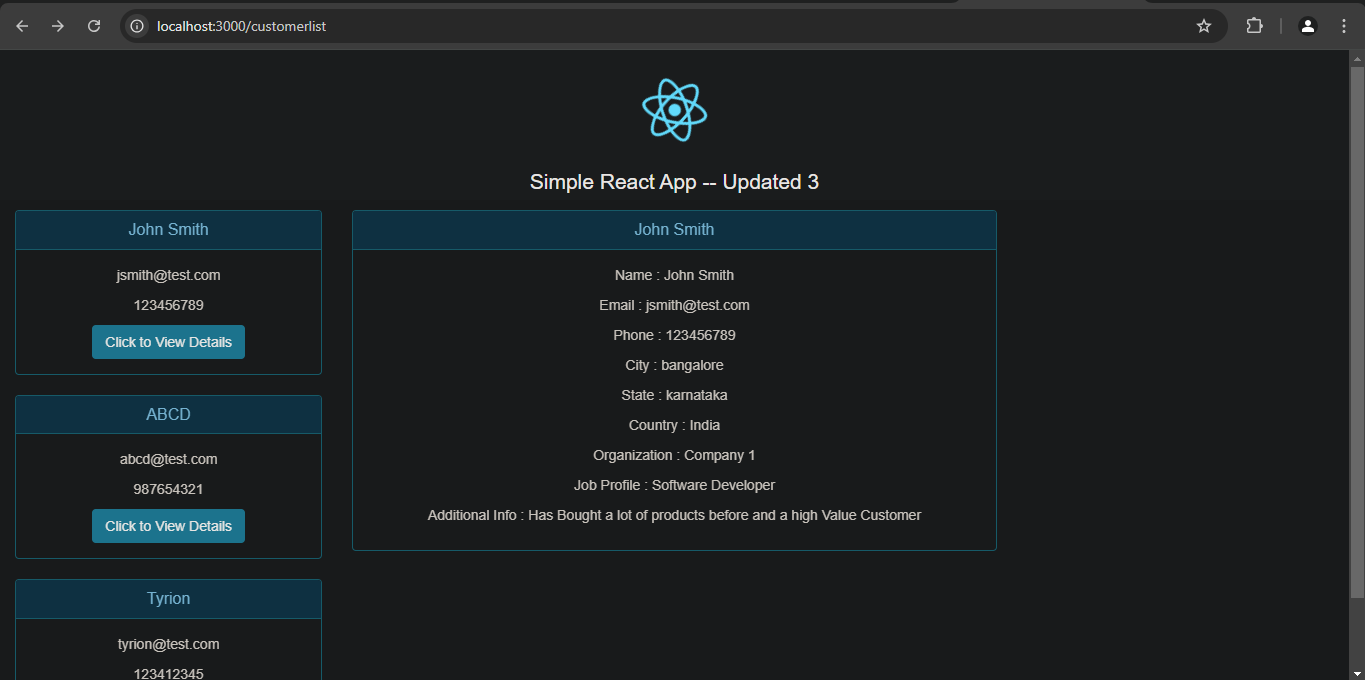 localhost:3000/customerlist
Simple React App -- Updated 3
John Smith
jsmith@test.com
123456789
Click to View Details
ABCD
abcd@test.com
987654321
Click to View Details
Tyrion
tyrion@test.com
123412345
John Smith
Name : John Smith
Email : jsmith@test.com
Phone : 123456789
City : bangalore
State : karnataka
Country : India
Organization : Company 1
Job Profile : Software Developer
Additional Info : Has Bought a lot of products before and a high Value Customer